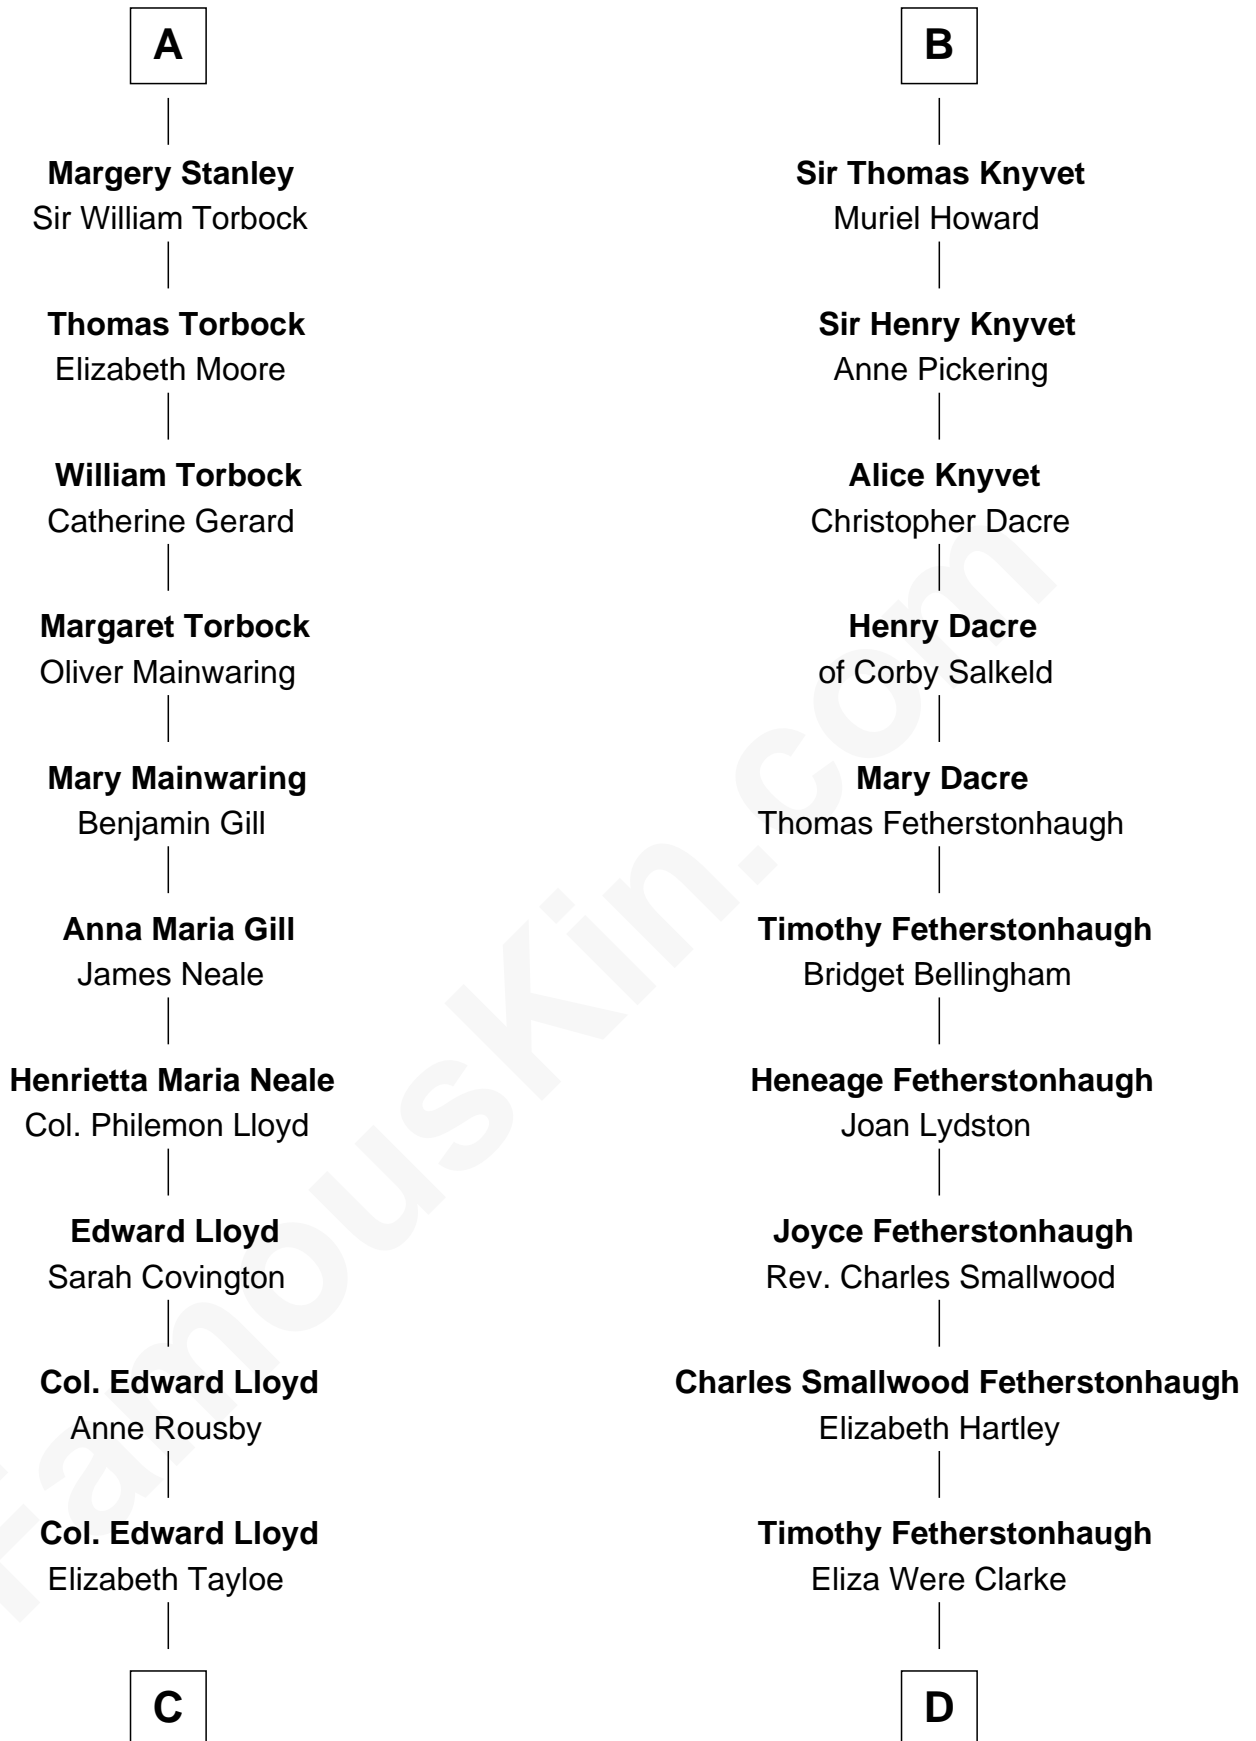 A
Margery Stanley
Sir William Torbock
Thomas Torbock
Elizabeth Moore
William Torbock
Catherine Gerard
Margaret Torbock
Oliver Mainwaring
Mary Mainwaring
Benjamin Gill
Anna Maria Gill
James Neale
Henrietta Maria Neale
Col. Philemon Lloyd
Edward Lloyd
Sarah Covington
Col. Edward Lloyd
Anne Rousby
Col. Edward Lloyd
Elizabeth Tayloe
C
B
Sir Thomas Knyvet
Muriel Howard
Sir Henry Knyvet
Anne Pickering
Alice Knyvet
Christopher Dacre
Henry Dacre
of Corby Salkeld
Mary Dacre
Thomas Fetherstonhaugh
Timothy Fetherstonhaugh
Bridget Bellingham
Heneage Fetherstonhaugh
Joan Lydston
Joyce Fetherstonhaugh
Rev. Charles Smallwood
Charles Smallwood Fetherstonhaugh
Elizabeth Hartley
Timothy Fetherstonhaugh
Eliza Were Clarke
D
FamousKin.com